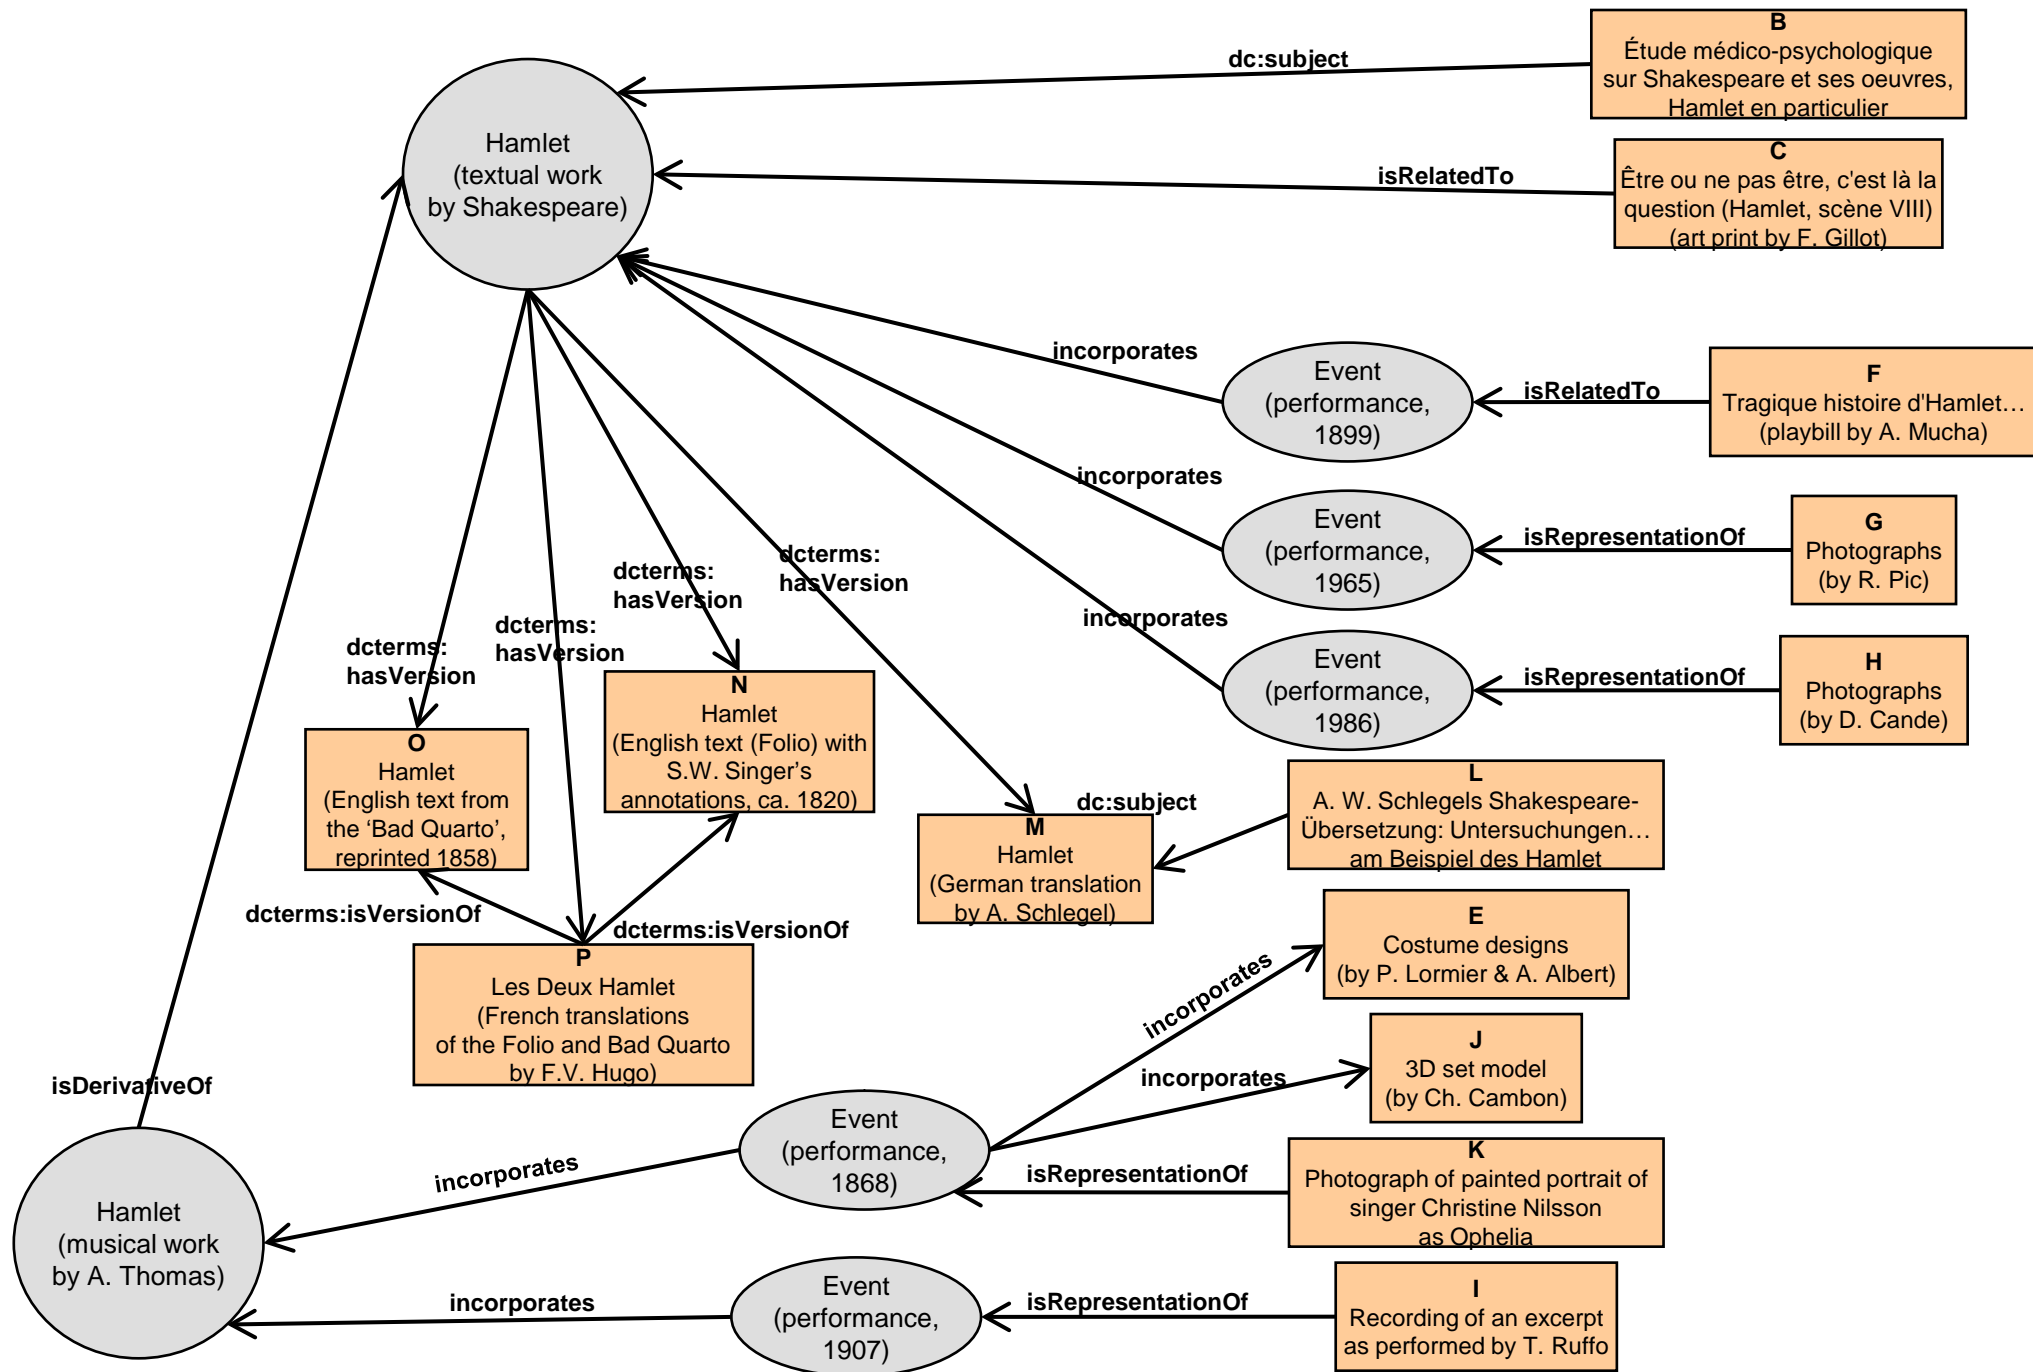 B
Étude médico-psychologique
sur Shakespeare et ses oeuvres,
Hamlet en particulier
dc:subject
Hamlet
(textual work
by Shakespeare)
C
Être ou ne pas être, c'est là la
question (Hamlet, scène VIII)
(art print by F. Gillot)
isRelatedTo
incorporates
Event
(performance,
1899)
isRelatedTo
F
Tragique histoire d'Hamlet…
(playbill by A. Mucha)
incorporates
Event
(performance,
1965)
isRepresentationOf
G
Photographs
(by R. Pic)
incorporates
Event
(performance,
1986)
isRepresentationOf
H
Photographs
(by D. Cande)
dcterms:
hasVersion
dcterms:
hasVersion
dcterms:
hasVersion
dcterms:
hasVersion
N
Hamlet
(English text (Folio) with
S.W. Singer’s
annotations, ca. 1820)
O
Hamlet
(English text from
the ‘Bad Quarto’,
reprinted 1858)
M
Hamlet
(German translation
by A. Schlegel)
dc:subject
L
A. W. Schlegels Shakespeare-
Übersetzung: Untersuchungen…
am Beispiel des Hamlet
dcterms:isVersionOf
dcterms:isVersionOf
P
Les Deux Hamlet
(French translations
of the Folio and Bad Quarto
by F.V. Hugo)
incorporates
E
Costume designs
(by P. Lormier & A. Albert)
incorporates
J
3D set model
(by Ch. Cambon)
isDerivativeOf
Event
(performance,
1868)
incorporates
isRepresentationOf
K
Photograph of painted portrait of
singer Christine Nilsson
as Ophelia
Hamlet
(musical work
by A. Thomas)
incorporates
Event
(performance,
1907)
isRepresentationOf
I
Recording of an excerpt
as performed by T. Ruffo